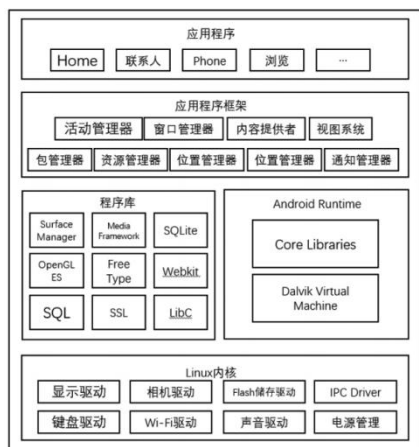 应用程序
Home 联系人 Phone 浏览 ...
应用程序框架
活动管理器 窗口管理器 内容提供者 视图系统
包管理器 资源管理器 位置管理器 位置管理器 通知管理器
程序库
Surface Manager Media Framework SQLite
OpenGL ES Free Type Webkit
SQL SSL LibC
Android Runtime
Core Libraries
Dalvik Virtual
Machine
Linux内核
显示驱动 相机驱动 Flash储存驱动 IPC Driver
键盘驱动 Wi-Fi驱动 声音驱动 电源管理